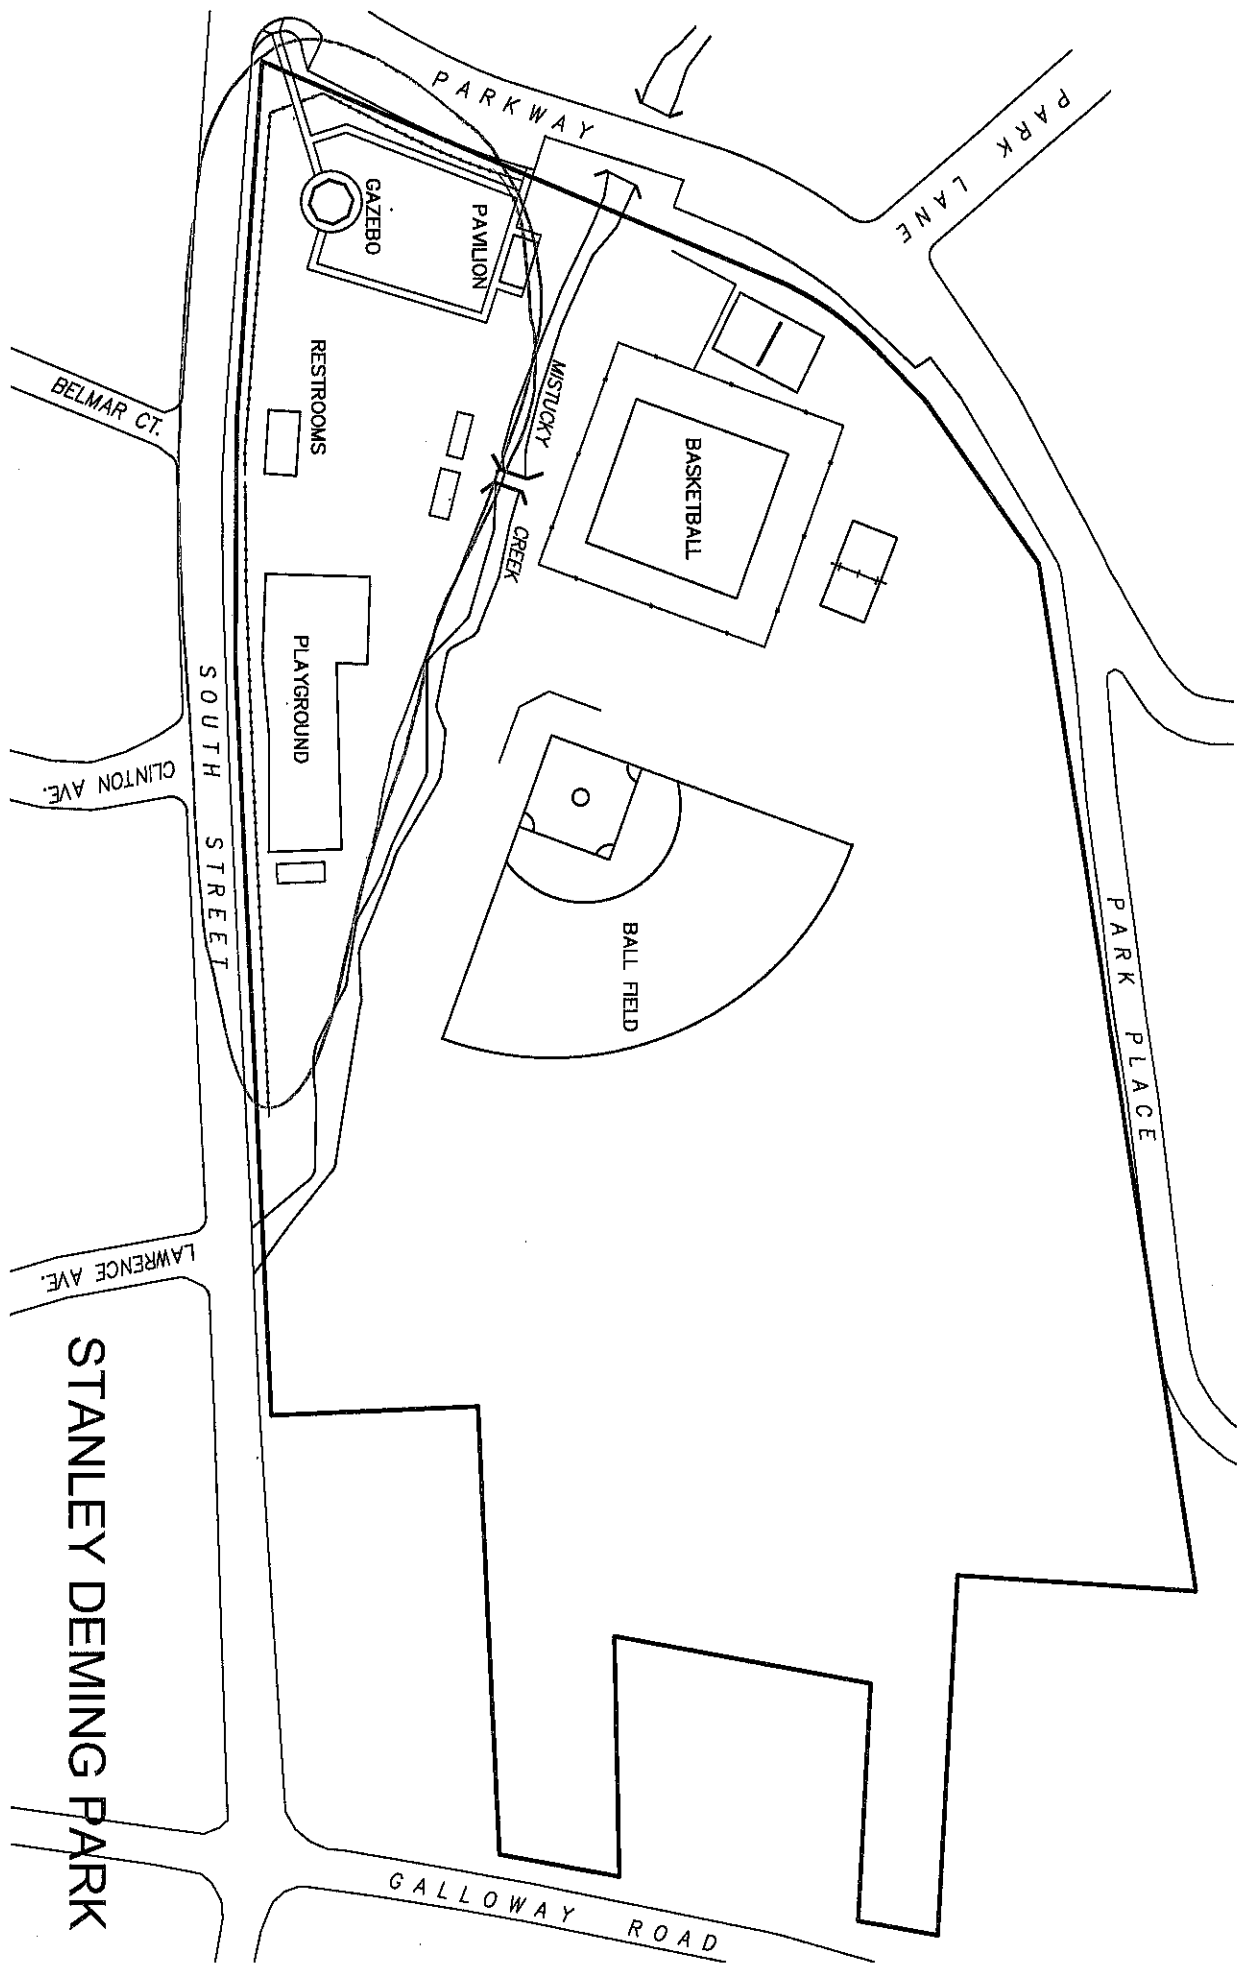 PARKWAY
PARK LANE
GAZEBO
PAVILION
RESTROOMS
MISTUCKY
CREEK
BASKETBALL
BELMAR CT.
PLAYGROUND
SOUTH STREET
CLINTON AVE.
BALL FIELD
PARK PLACE
LAWRENCE AVE.
GALLOWAY ROAD
STANLEY DEMING PARK